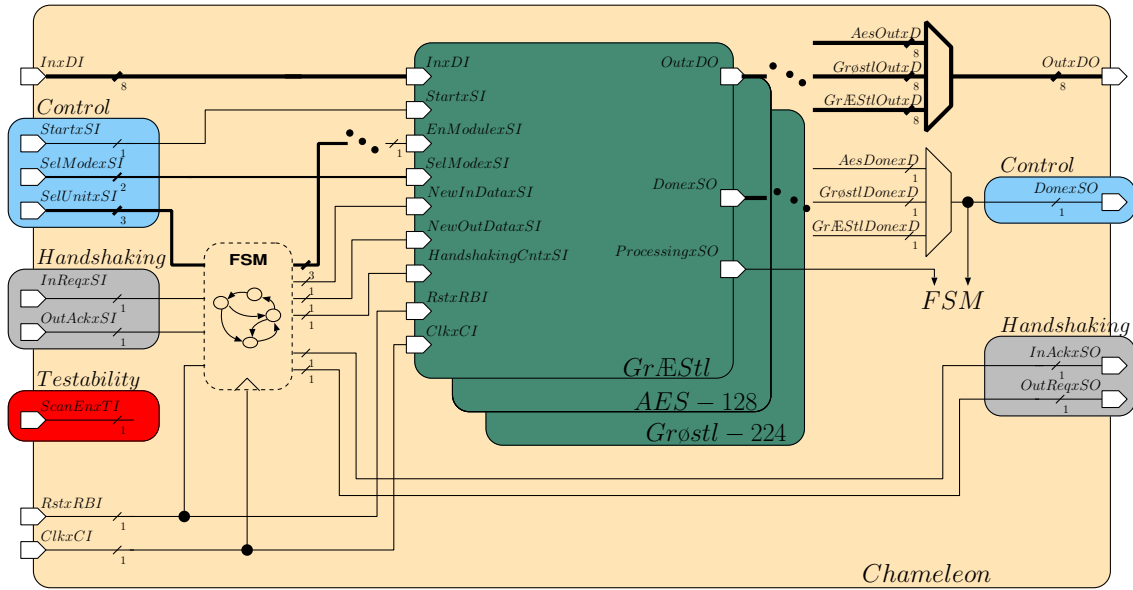 InxDI
8
Control
StartxSI
1
SelModexSI
2
SelUnitxSI
3
Handshaking
InReqxSI
1
OutAckxSI
1
Testability
ScanEnxTI
1
RstxRBI
1
ClkxCI
1
FSM
3
1
1
1
1
1
1
InxDI
StartxSI
EnModulexSI
SelModexSI
NewInDataxSI
NewOutDataxSI
HandshakingCntxSI
RstxRBI
ClkxCI
OutxDO
DonexSO
ProcessingxSO
GrÆStl
AES − 128
Grøstl − 224
AesOutxD
8
GrøstlOutxD
8
GrÆStlOutxD
8
OutxDO
8
AesDonexD
1
GrøstlDonexD
1
GrÆStlDonexD
1
FSM
Control
DonexSO
1
Handshaking
InAckxSO
1
OutReqxSO
1
Chameleon